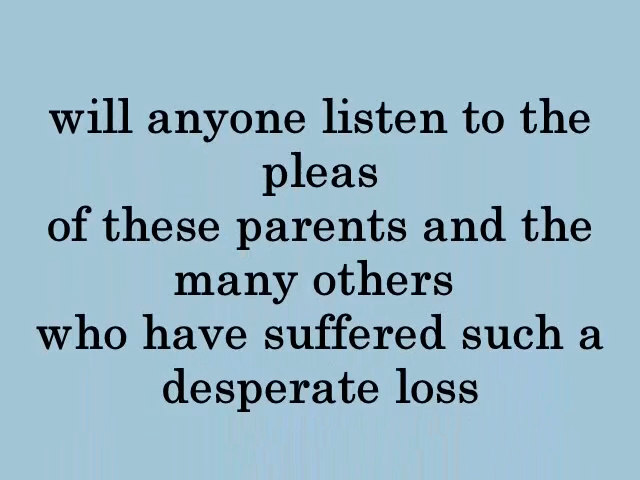 will anyone listen to the
pleas
of these parents and the
many others
who have suffered such a
desperate loss